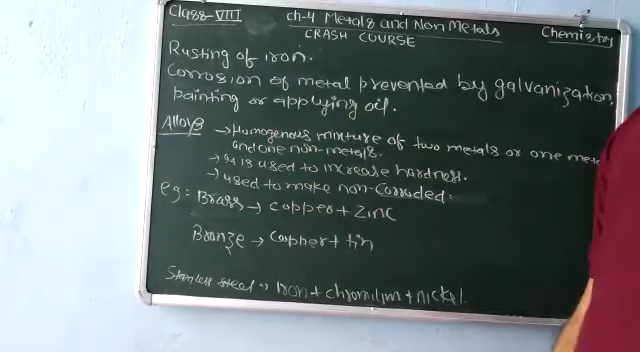 Class-VIII ch-4 Metals and Non Metals Chemistry
CRASH COURSE
Rusting of iron.
Corrosion of metal prevented by galvanization,
painting or applying oil.
Alloys → Homogenous mixture of two metals or one meta
and one non-metals.
→ It is used to increase hardness.
→ used to make non-Corroded.
eg: Brass → Copper + Zinc
Bronze → Copper + tin
Stainless steel → Iron + chromium + nickel.